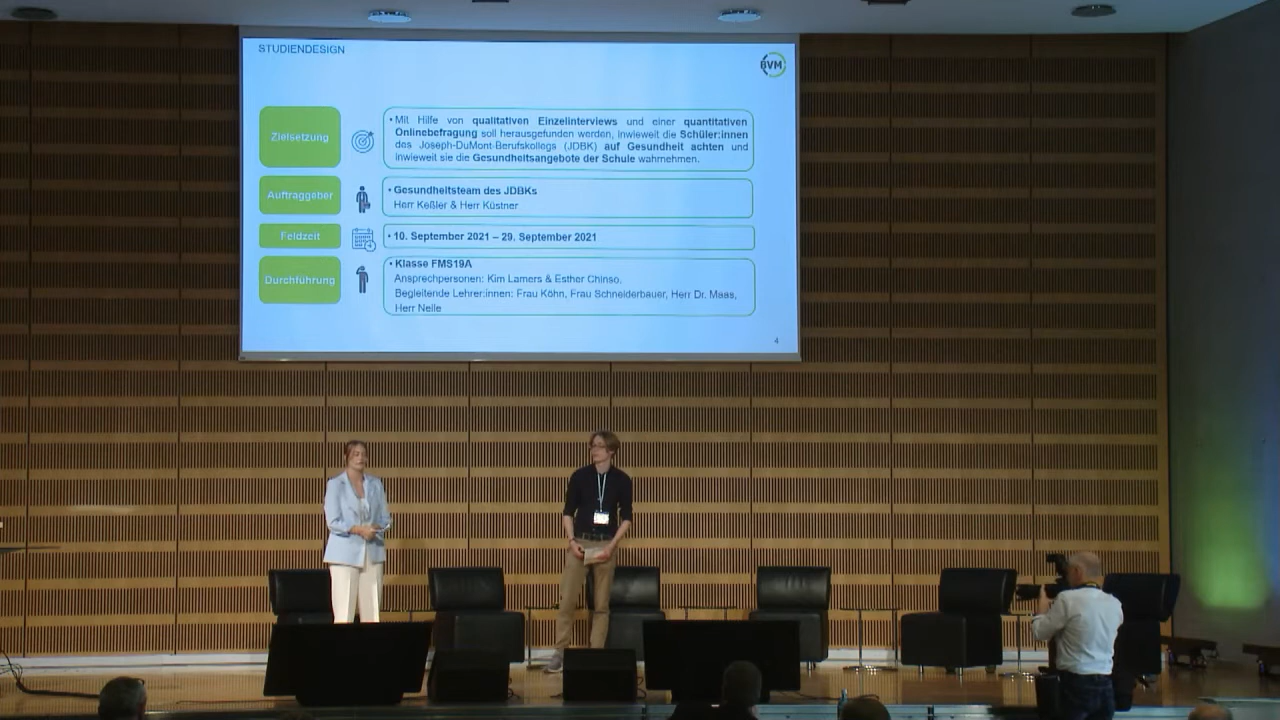 STUDIENDESIGN
BVM
Zielsetzung
• Mit Hilfe von qualitativen Einzelinterviews und einer quantitativen
Onlinebefragung soll herausgefunden werden, inwieweit die Schüler:innen
des Joseph-DuMont-Berufskollegs (JDBK) auf Gesundheit achten und
inwieweit sie die Gesundheitsangebote der Schule wahrnehmen.
Auftraggeber
• Gesundheitsteam des JDBKs
Herr Keßler & Herr Küstner
Feldzeit
• 10. September 2021 – 29. September 2021
Durchführung
• Klasse FMS19A
Ansprechpersonen: Kim Lamers & Esther Chinso,
Begleitende Lehrer:innen: Frau Köhn, Frau Schneiderbauer, Herr Dr. Maas,
Herr Nelle
4